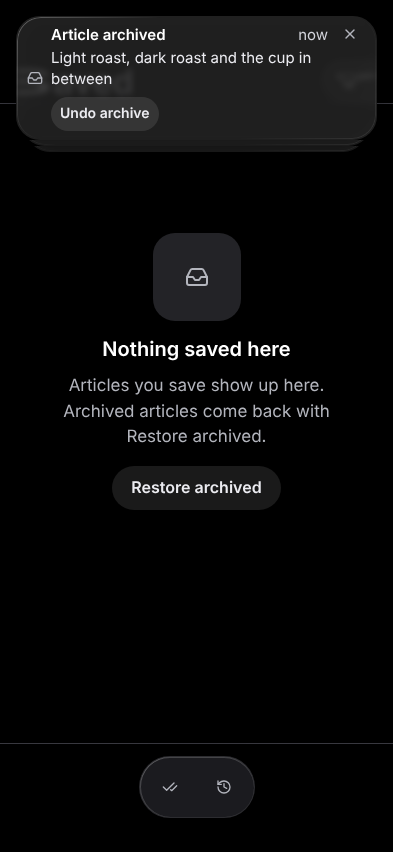 Article archived
now
Light roast, dark roast and the cup in
between
Undo archive
Nothing saved here
Articles you save show up here.
Archived articles come back with
Restore archived.
Restore archived